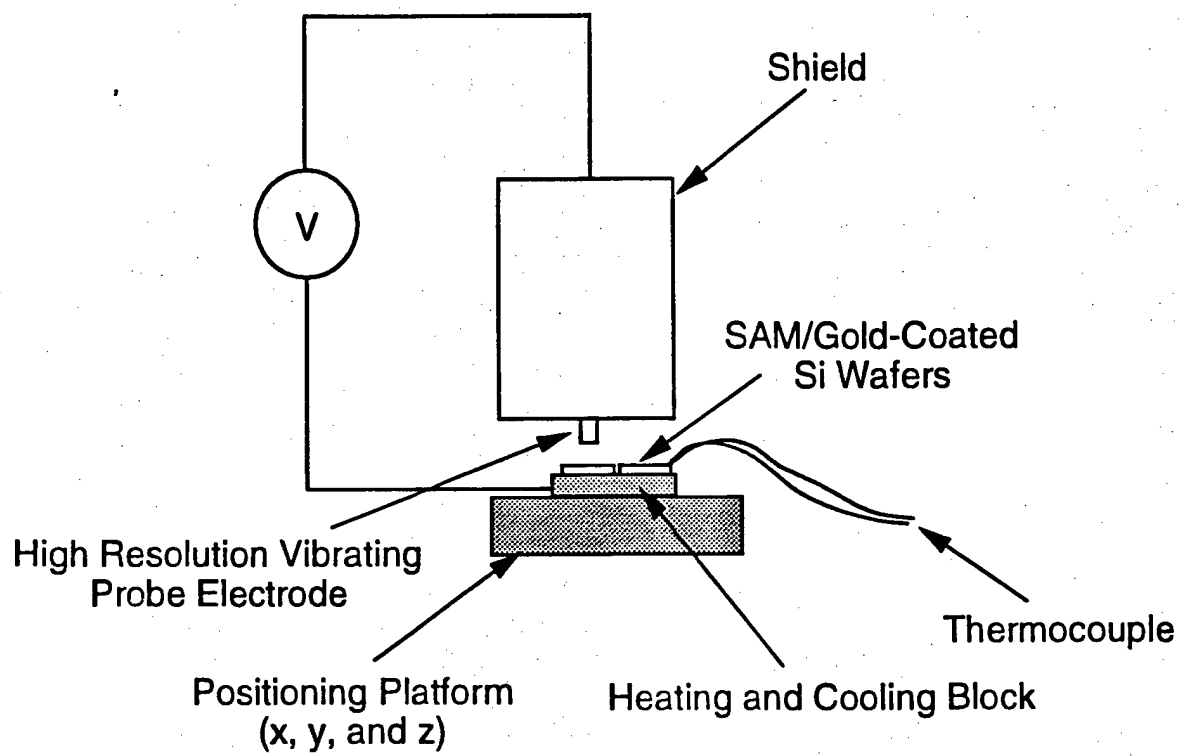 Shield
V
SAM/Gold-Coated
Si Wafers
High Resolution Vibrating
Probe Electrode
Thermocouple
Positioning Platform
(x, y, and z)
Heating and Cooling Block